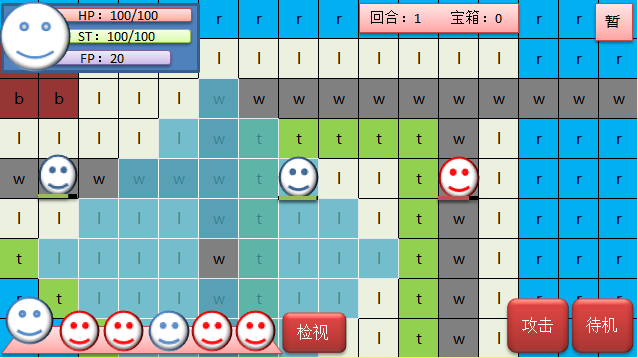 HP：100/100 r r r r 回合：1 宝箱：0 r r 暂
ST：100/100
FP：20 l l l l l l l l r r r
b b l l l w w w w w w w w w w w
l l l l l w t t t t t w l r r r
w w w w w t l l t l r r r
l l l l l w t l l l t w l r r r
t l l l l w t l l l t w l r r r
r t l l l l t l l l t w l r r r
检视 l t w l 攻击 待机